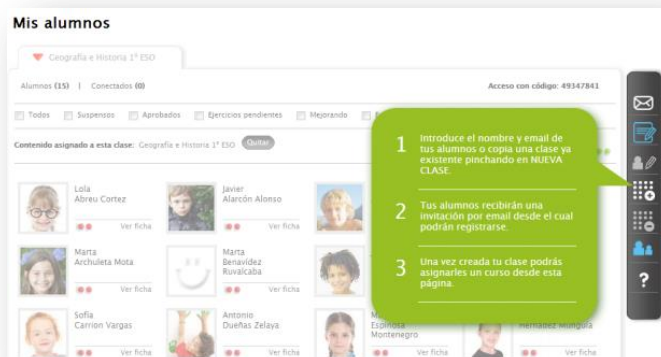 Mis alumnos
Geografía e Historia 1º ESO
Alumnos (15) | Conectados (0)
Acceso con código: 49347841
Todos Suspensos Aprobados Ejercicios pendientes Mejorando
Contenido asignado a esta clase: Geografía e Historia 1º ESO Quitar
1 Introduce el nombre y email de
tus alumnos o copia una clase ya
existente pinchando en NUEVA
CLASE.
2 Tus alumnos recibirán una
invitación por email desde el cual
podrán registrarse.
3 Una vez creada tu clase podrás
asignarles un curso desde esta
página.
?
Lola
Abreu Cortez
Ver ficha
Javier
Alarcón Alonso
Ver ficha
Marta
Archuleta Mota
Ver ficha
Marta
Benavídez
Ruvalcaba
Ver ficha
Sofía
Carrion Vargas
Ver ficha
Antonio
Dueñas Zelaya
Ver ficha
Espinosa
Montenegro
Ver ficha
Hernádez Munguía
Ver ficha